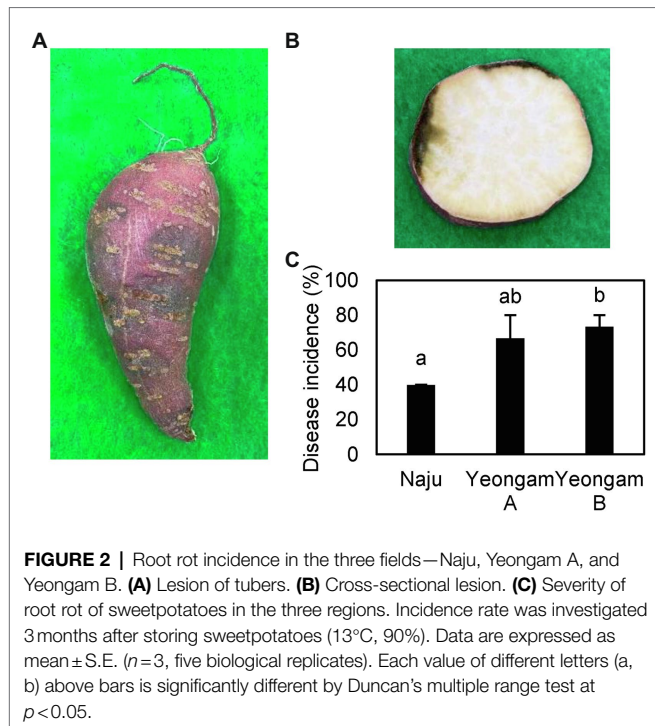 A
B
C
Disease incidence (%)
100
80
60
40
20
0
a
ab
b
Naju
Yeongam
A
Yeongam
B
FIGURE 2 | Root rot incidence in the three fields—Naju, Yeongam A, and
Yeongam B. (A) Lesion of tubers. (B) Cross-sectional lesion. (C) Severity of
root rot of sweetpotatoes in the three regions. Incidence rate was investigated
3 months after storing sweetpotatoes (13°C, 90%). Data are expressed as
mean ± S.E. (n = 3, five biological replicates). Each value of different letters (a,
b) above bars is significantly different by Duncan's multiple range test at
p < 0.05.